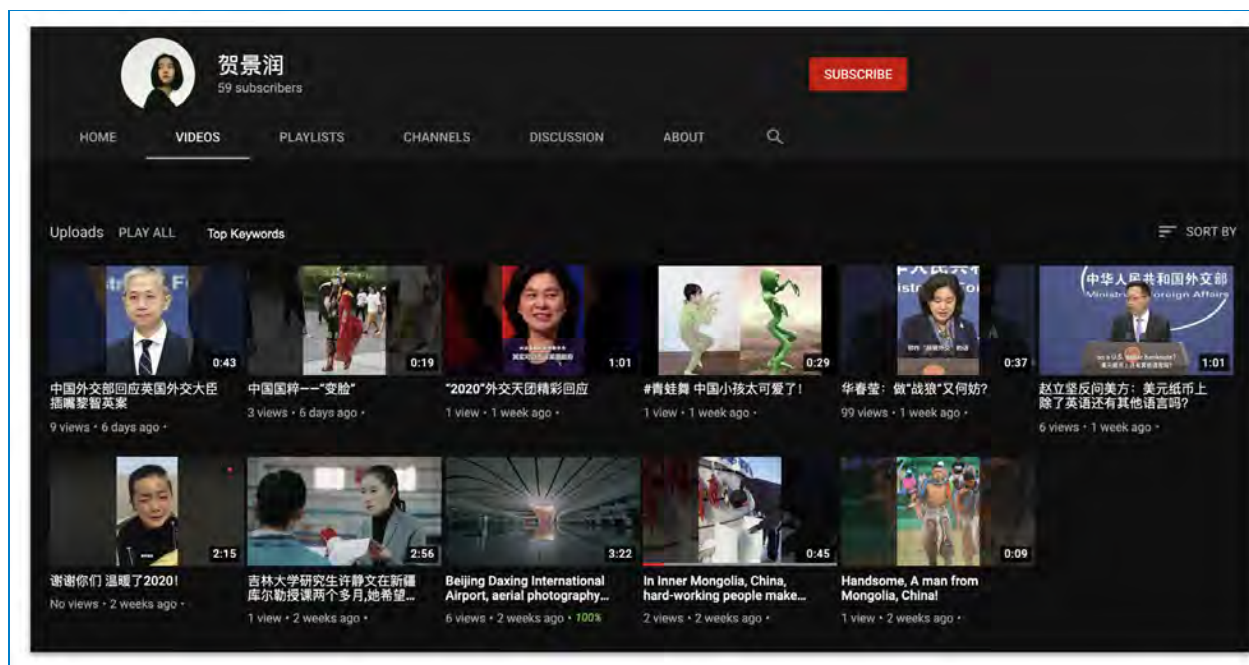 贺景润
59 subscribers
SUBSCRIBE
HOME
VIDEOS
PLAYLISTS
CHANNELS
DISCUSSION
ABOUT
Uploads
PLAY ALL
Top Keywords
SORT BY
0:43
中国外交部回应英国外交大臣
插嘴黎智英案
9 views • 6 days ago •
0:19
中国国粹——“变脸”
3 views • 6 days ago •
1:01
“2020”外交天团精彩回应
1 view • 1 week ago •
0:29
#青蛙舞 中国小孩太可爱了！
1 view • 1 week ago •
0:37
华春莹：做“战狼”又何妨？
99 views • 1 week ago •
中华人民共和国外交部
1:01
赵立坚反问美方：美元纸币上
除了英语还有其他语言吗？
6 views • 1 week ago •
2:15
谢谢你们 温暖了2020！
No views • 2 weeks ago •
2:56
吉林大学研究生许静文在新疆
库尔勒授课两个多月,她希望...
1 view • 2 weeks ago •
3:22
Beijing Daxing International
Airport, aerial photography...
6 views • 2 weeks ago • 100%
0:45
In Inner Mongolia, China,
hard-working people make...
2 views • 2 weeks ago •
0:09
Handsome, A man from
Mongolia, China!
1 view • 2 weeks ago •